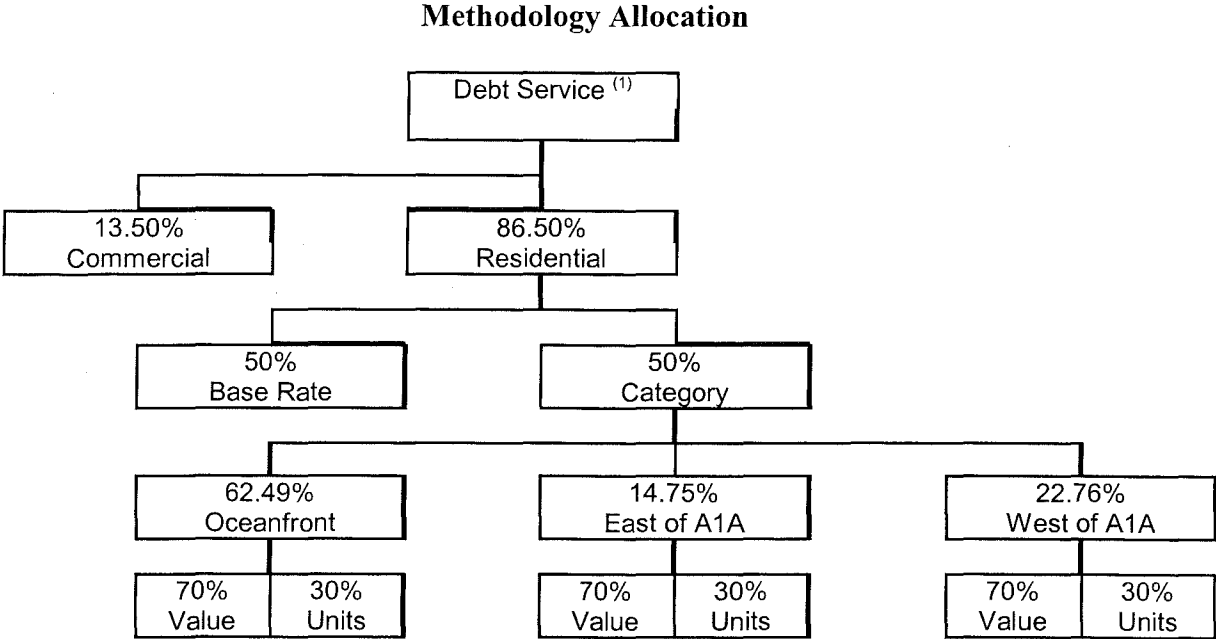 Methodology Allocation
Debt Service (1)
13.50%
Commercial
86.50%
Residential
50%
Base Rate
50%
Category
62.49%
Oceanfront
14.75%
East of A1A
22.76%
West of A1A
70%
Value
30%
Units
70%
Value
30%
Units
70%
Value
30%
Units